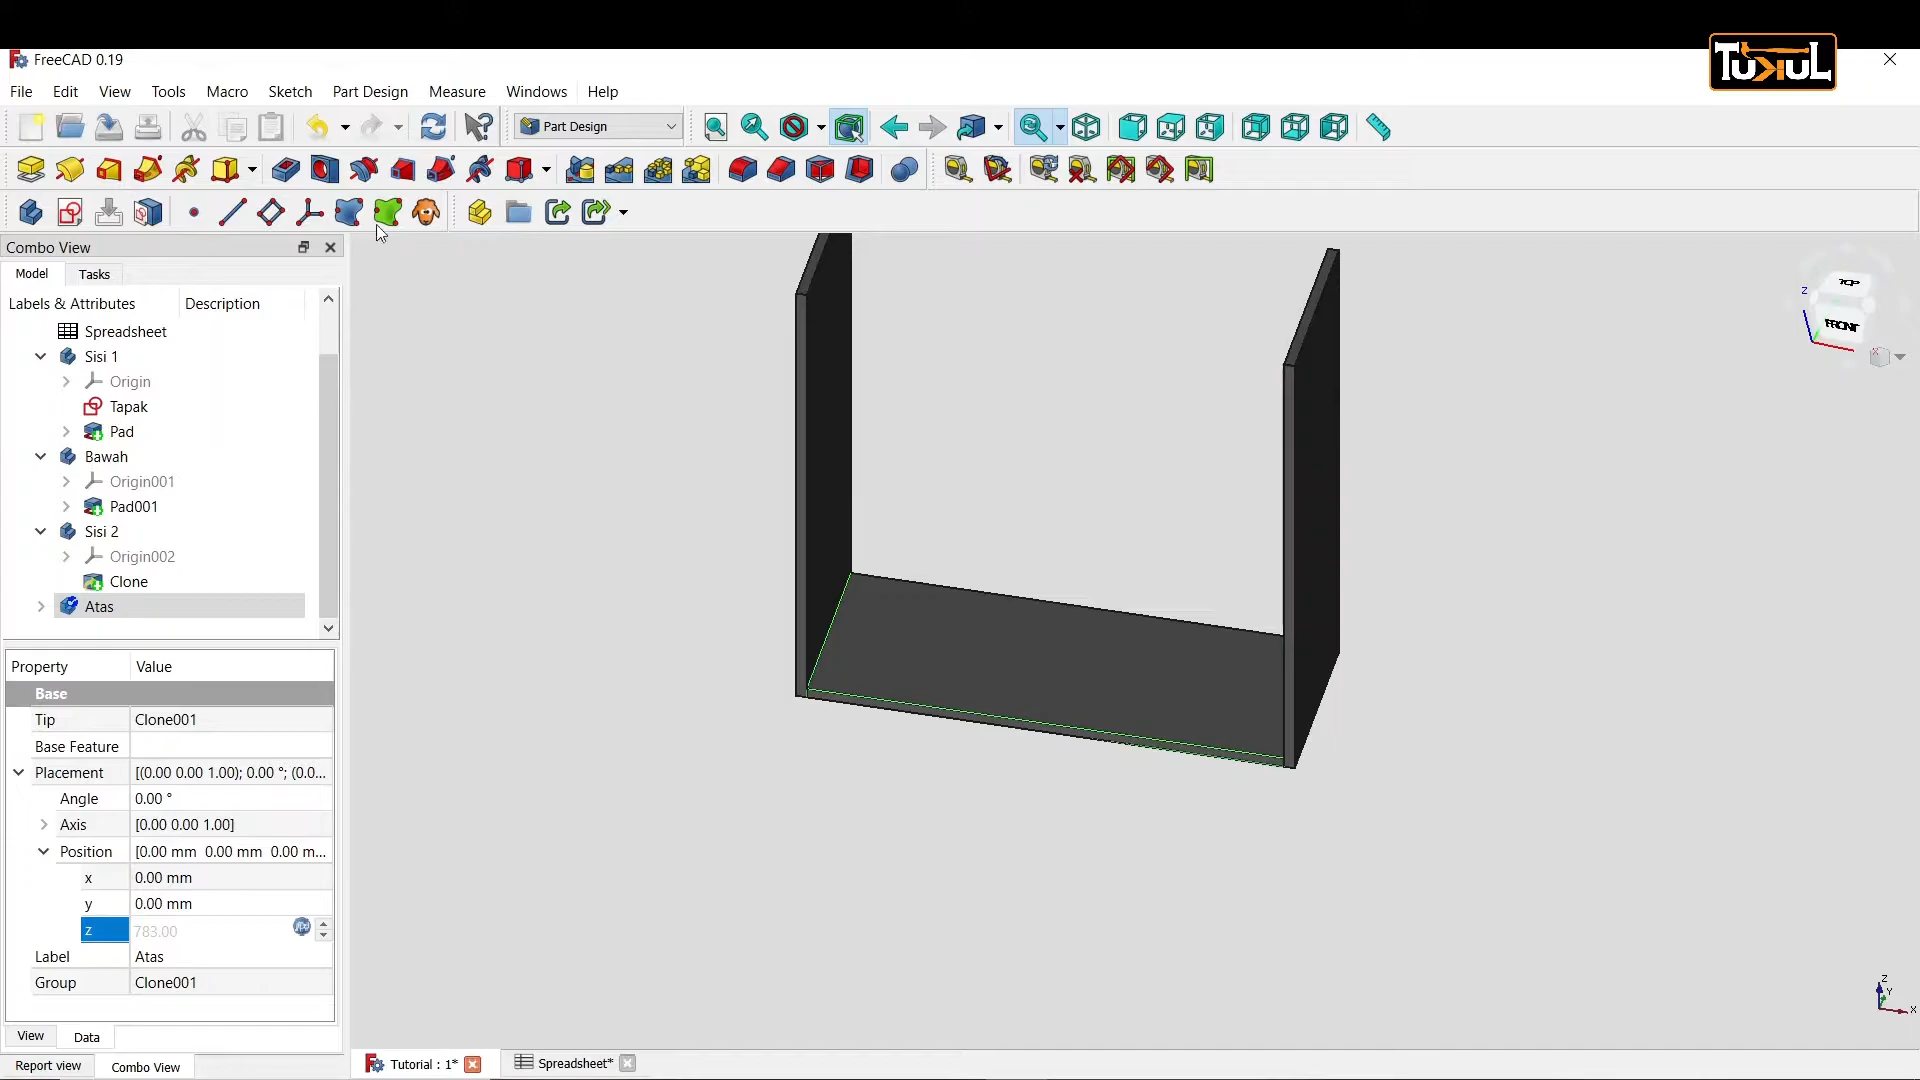 FreeCAD 0.19
TUKUL
File Edit View Tools Macro Sketch Part Design Measure Windows Help
Part Design
Combo View
Model Tasks
Labels & Attributes Description
Spreadsheet
Sisi 1
Origin
Tapak
Pad
Bawah
Origin001
Pad001
Sisi 2
Origin002
Clone
Atas
Property Value
Base
Tip Clone001
Base Feature
Placement [(0.00 0.00 1.00); 0.00 °; (0.0...
Angle 0.00 °
Axis [0.00 0.00 1.00]
Position [0.00 mm 0.00 mm 0.00 m...
x 0.00 mm
y 0.00 mm
z 783.00
Label Atas
Group Clone001
View Data
Report view Combo View
Tutorial : 1*
Spreadsheet*
TOP
FRONT
Z
X
Z
Y
X